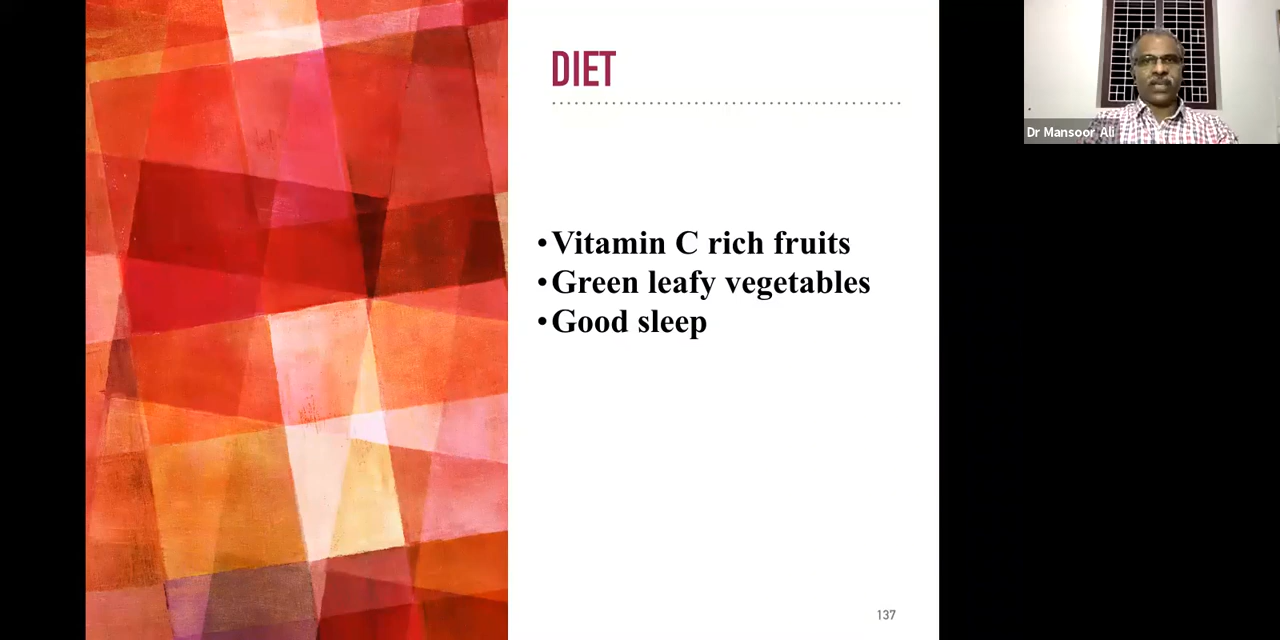 DIET
•Vitamin C rich fruits
•Green leafy vegetables
•Good sleep
137
Dr Mansoor Ali